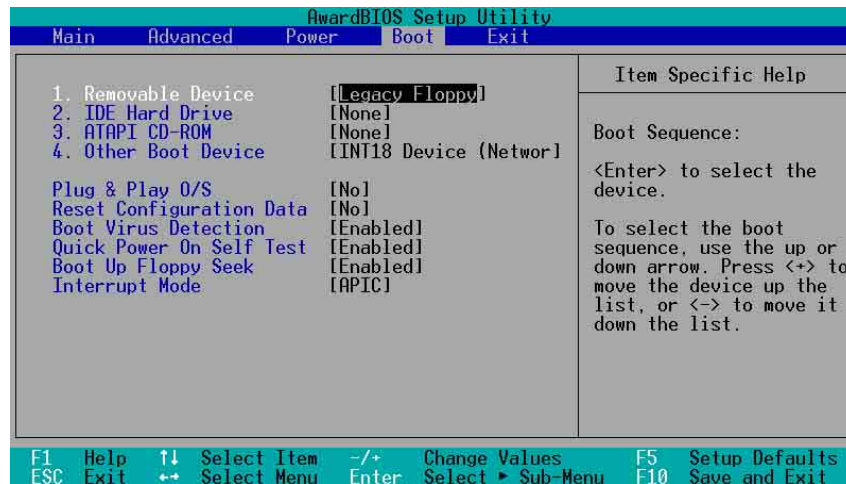 AwardBIOS Setup Utility
Main Advanced Power Boot Exit
1. Removable Device [Legacy Floppy]
2. IDE Hard Drive [None]
3. ATAPI CD-ROM [None]
4. Other Boot Device [INT18 Device (Networ]
Plug & Play O/S [No]
Reset Configuration Data [No]
Boot Virus Detection [Enabled]
Quick Power On Self Test [Enabled]
Boot Up Floppy Seek [Enabled]
Interrupt Mode [APIC]
Item Specific Help
Boot Sequence:
<Enter> to select the
device.
To select the boot
sequence, use the up or
down arrow. Press <+> to
move the device up the
list, or <-> to move it
down the list.
F1 Help ↑↓ Select Item -/+ Change Values F5 Setup Defaults
ESC Exit ←→ Select Menu Enter Select ► Sub-Menu F10 Save and Exit